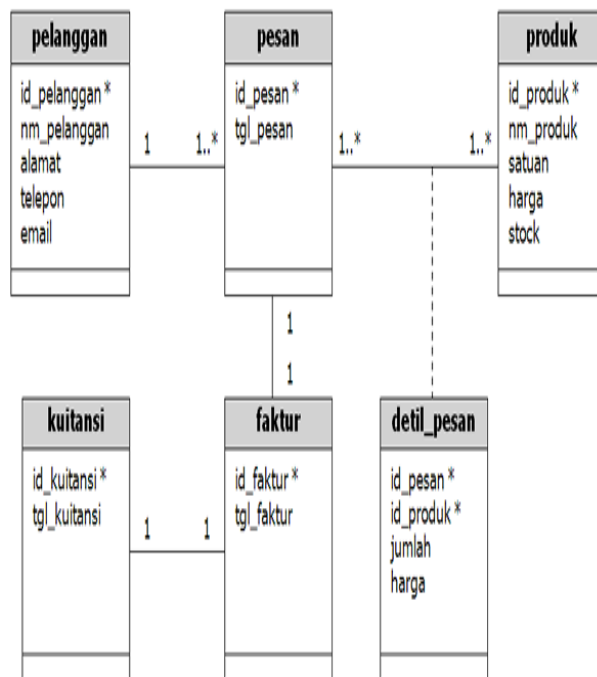 pelanggan
id_pelanggan *
nm_pelanggan
alamat
telepon
email
1
1..*
pesan
id_pesan *
tgl_pesan
1..*
1..*
produk
id_produk *
nm_produk
satuan
harga
stock
1
1
kuitansi
id_kuitansi *
tgl_kuitansi
1
1
faktur
id_faktur *
tgl_faktur
detil_pesan
id_pesan *
id_produk *
jumlah
harga